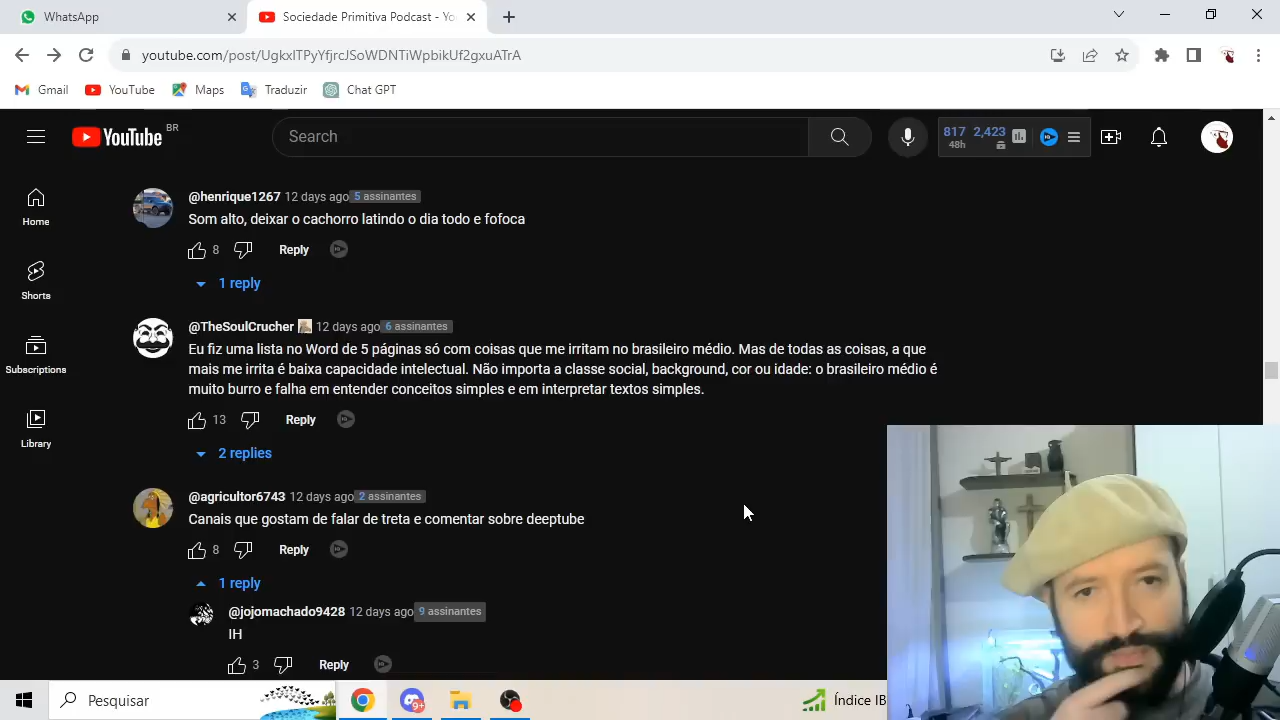 WhatsApp
Sociedade Primitiva Podcast - Yo
youtube.com/post/UgkxlTPyYfjrcJSoWDNTiWpbikUf2gxuATrA
Gmail
YouTube
Maps
Traduzir
Chat GPT
YouTube BR
Search
817 2,423
48h
Home
Shorts
Subscriptions
Library
@henrique1267 12 days ago 5 assinantes
Som alto, deixar o cachorro latindo o dia todo e fofoca
8 Reply
1 reply
@TheSoulCrucher 12 days ago 6 assinantes
Eu fiz uma lista no Word de 5 páginas só com coisas que me irritam no brasileiro médio. Mas de todas as coisas, a que
mais me irrita é baixa capacidade intelectual. Não importa a classe social, background, cor ou idade: o brasileiro médio é
muito burro e falha em entender conceitos simples e em interpretar textos simples.
13 Reply
2 replies
@agricultor6743 12 days ago 2 assinantes
Canais que gostam de falar de treta e comentar sobre deeptube
8 Reply
1 reply
@jojomachado9428 12 days ago 9 assinantes
IH
3 Reply
Pesquisar
9+
Índice IB